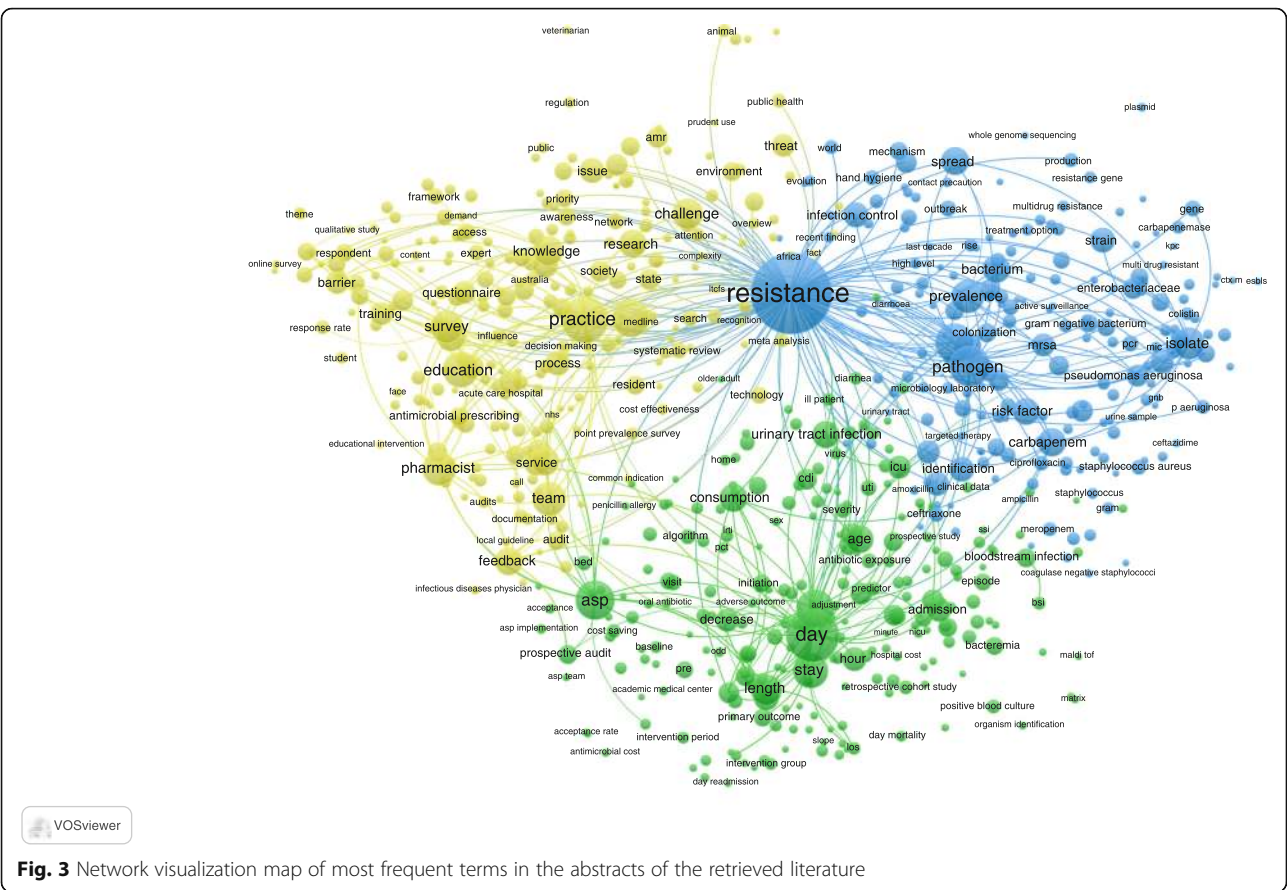 veterinarian
animal
regulation
public health
plasmid
prudent use
amr
whole genome sequencing
public
threat
world
mechanism
spread
production
issue
environment
evolution
hand hygiene
contact precaution
resistance gene
framework
priority
theme
demand
awareness
network
challenge
overview
infection control
outbreak
multidrug resistance
gene
qualitative study
access
attention
recent finding
treatment option
carbapenemase
respondent
content
expert
knowledge
research
complexity
africa
fact
last decade
rise
strain
kpc
online survey
society
high level
bacterium
multi drug resistant
barrier
australia
state
questionnaire
ltcfs
resistance
prevalence
enterobacteriaceae
ctx m
esbls
training
diarrhoea
active surveillance
colistin
response rate
survey
influence
practice
medline
search
recognition
colonization
gram negative bacterium
decision making
meta analysis
mrsa
pcr
mic
isolate
student
process
systematic review
education
pathogen
pseudomonas aeruginosa
face
acute care hospital
resident
older adult
diarrhea
microbiology laboratory
technology
ill patient
gnb
antimicrobial prescribing
nhs
cost effectiveness
urinary tract
risk factor
urine sample
p aeruginosa
educational intervention
point prevalence survey
urinary tract infection
targeted therapy
carbapenem
ceftazidime
pharmacist
service
home
virus
icu
identification
ciprofloxacin
staphylococcus aureus
call
common indication
cdi
uti
amoxicillin
clinical data
audits
team
penicillin allergy
consumption
ampicillin
staphylococcus
documentation
sex
severity
ceftriaxone
gram
local guideline
audit
algorithm
lrti
pct
age
prospective study
ssi
meropenem
feedback
bed
antibiotic exposure
bloodstream infection
coagulase negative staphylococci
infectious diseases physician
visit
initiation
predictor
episode
acceptance
asp
oral antibiotic
adverse outcome
adjustment
admission
bsi
asp implementation
cost saving
decrease
day
minute
nicu
prospective audit
baseline
odd
hour
hospital cost
bacteremia
maldi tof
asp team
pre
stay
academic medical center
length
retrospective cohort study
matrix
primary outcome
positive blood culture
acceptance rate
intervention period
slope
los
day mortality
organism identification
antimicrobial cost
intervention group
day readmission
VOSviewer
Fig. 3 Network visualization map of most frequent terms in the abstracts of the retrieved literature